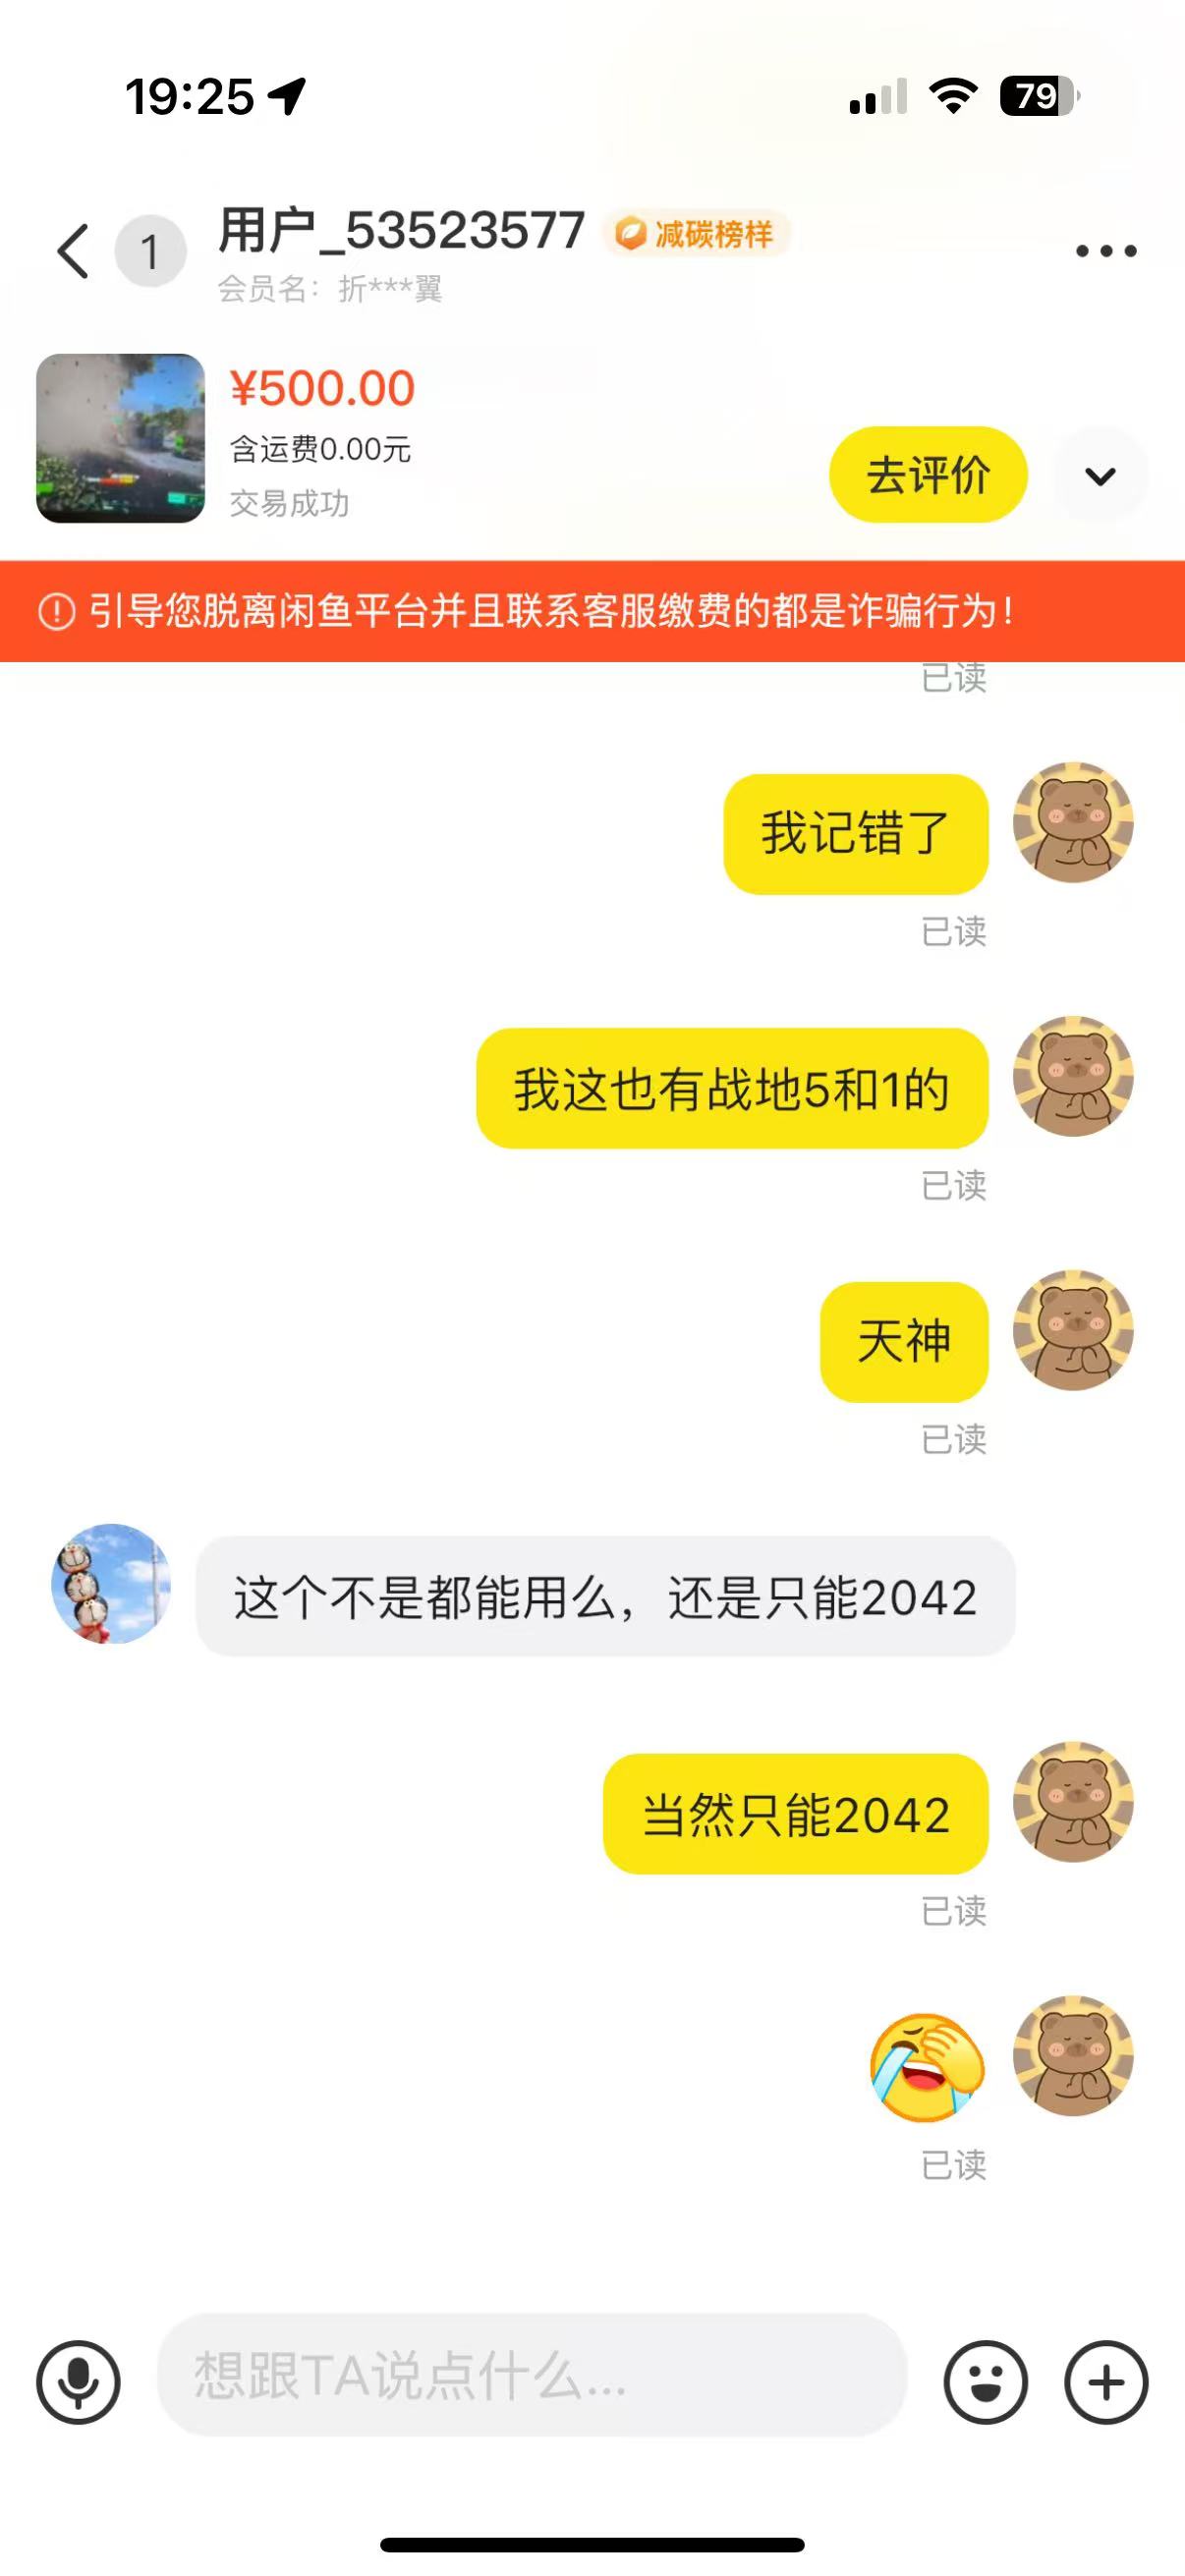 19:25
79
1
用户_53523577
减碳榜样
会员名：折***翼
¥500.00
含运费0.00元
交易成功
去评价
引导您脱离闲鱼平台并且联系客服缴费的都是诈骗行为！
已读
我记错了
已读
我这也有战地5和1的
已读
天神
已读
这个不是都能用么，还是只能2042
当然只能2042
已读
已读
想跟TA说点什么...